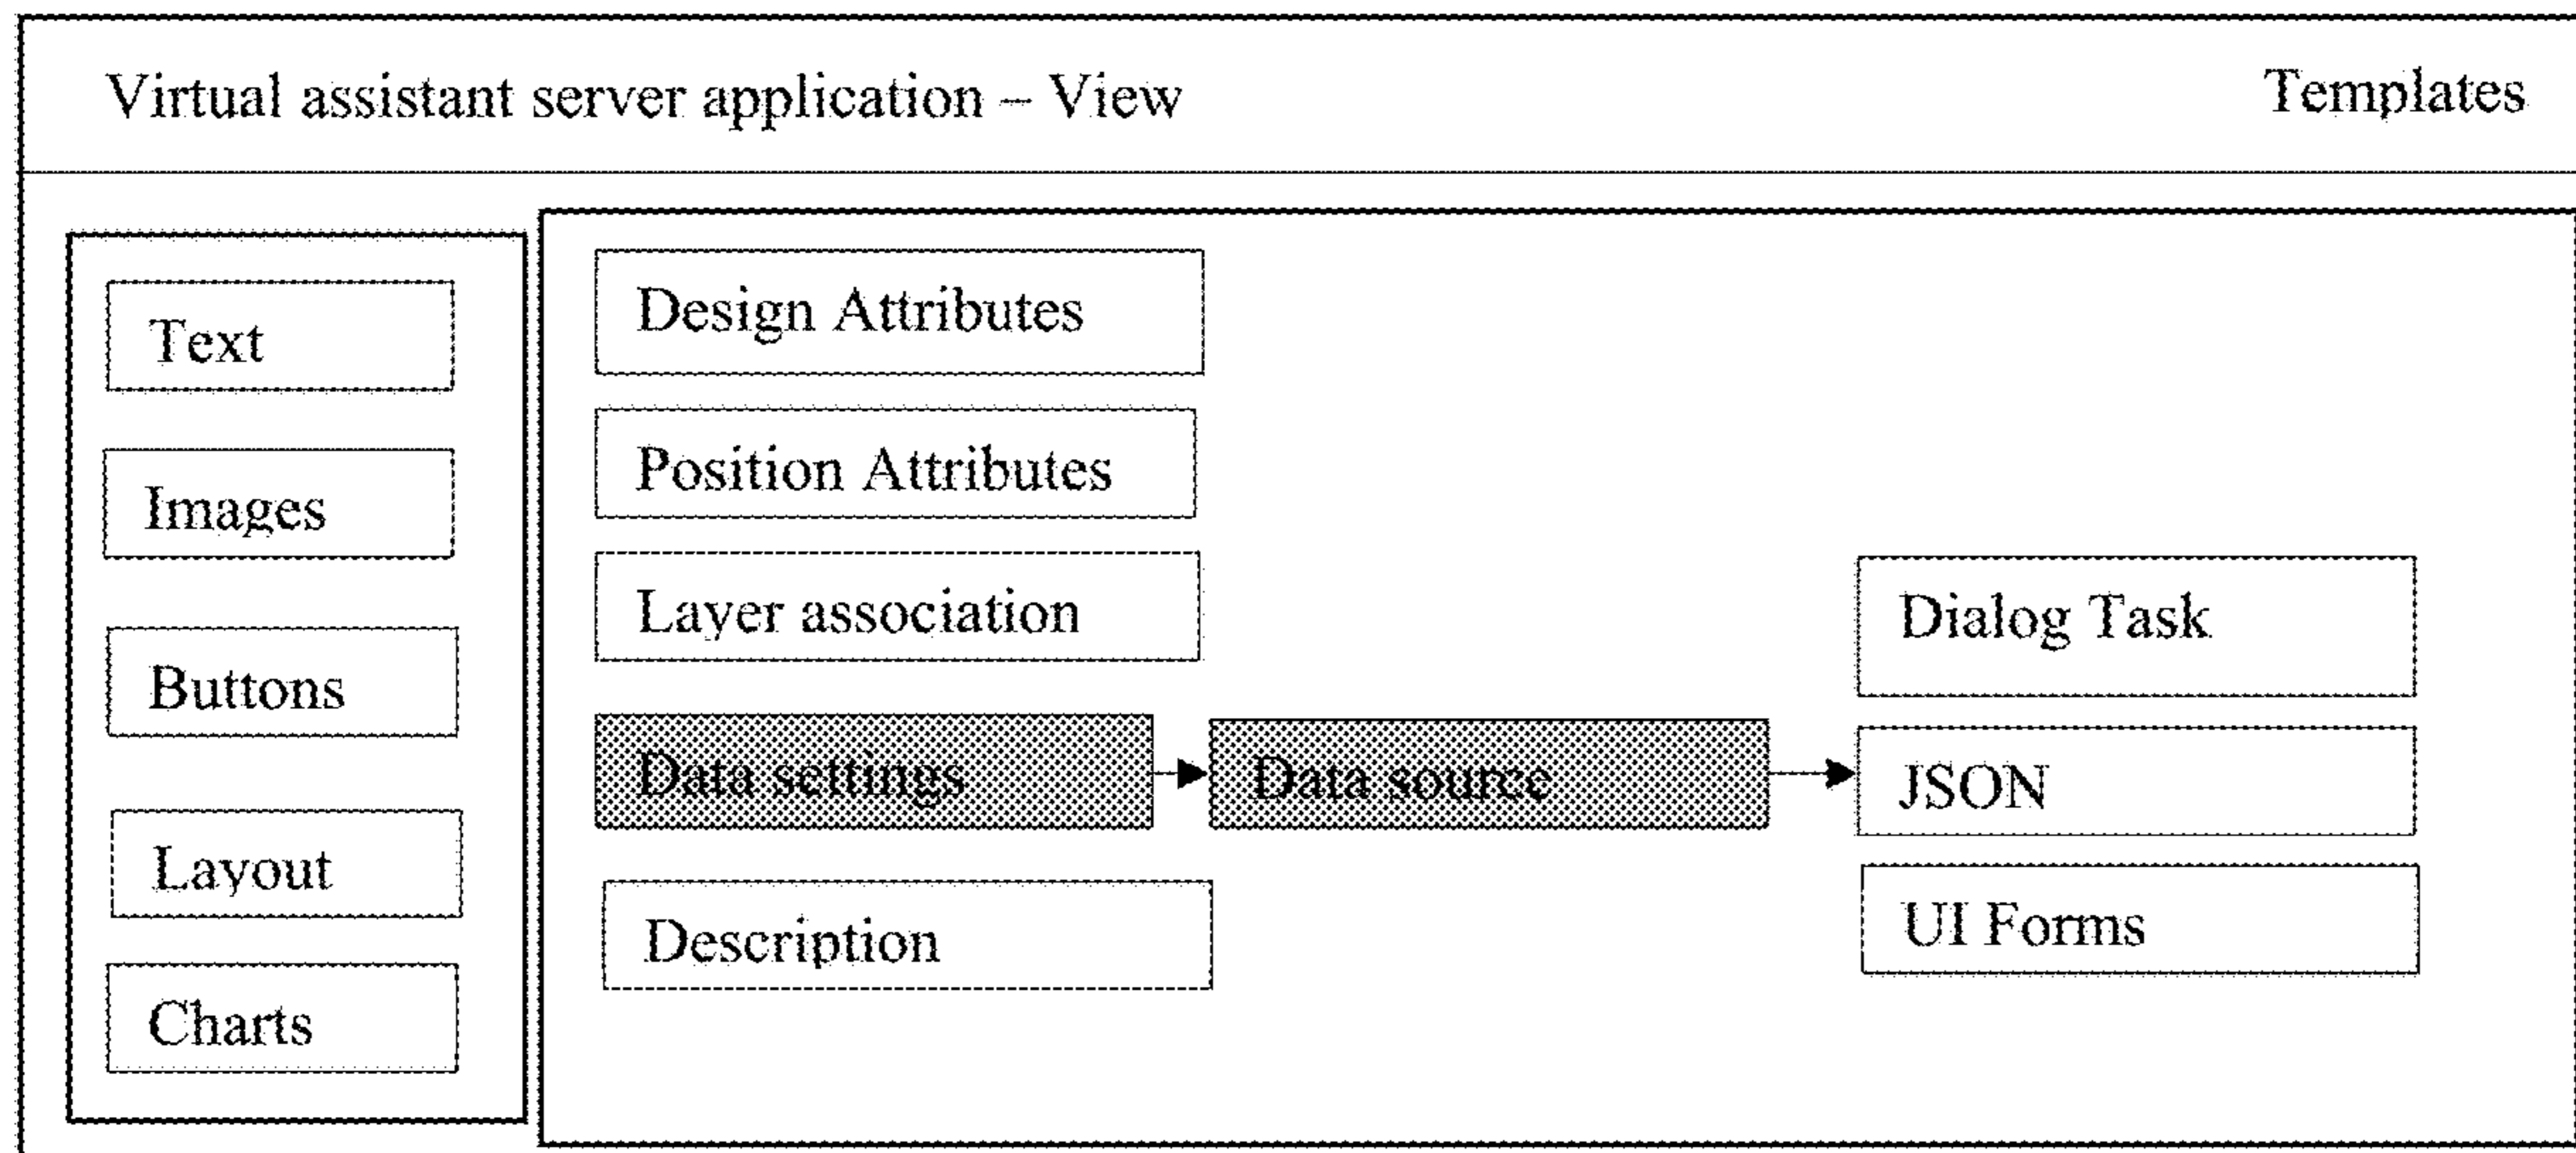 Virtual assistant server application – View
Templates
Text
Images
Buttons
Layout
Charts
Design Attributes
Position Attributes
Layer association
Data settings
Data source
Description
Dialog Task
JSON
UI Forms